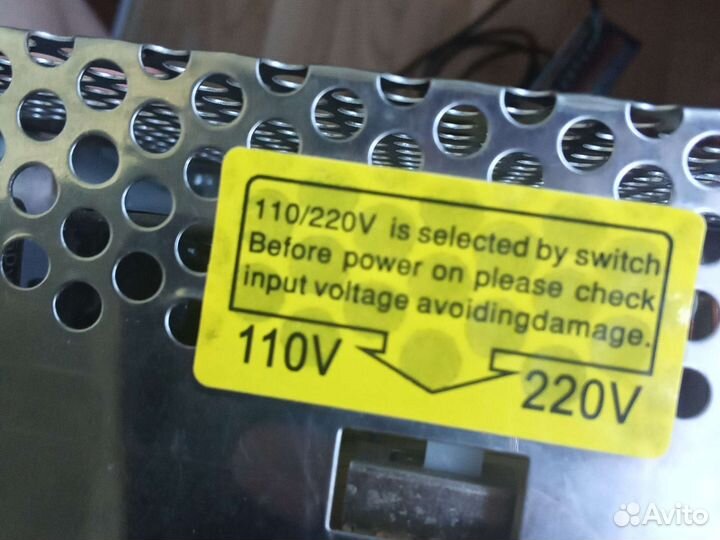 110/220V is selected by switch
Before power on please check
input voltage avoidingdamage.
110V 220V
Avito